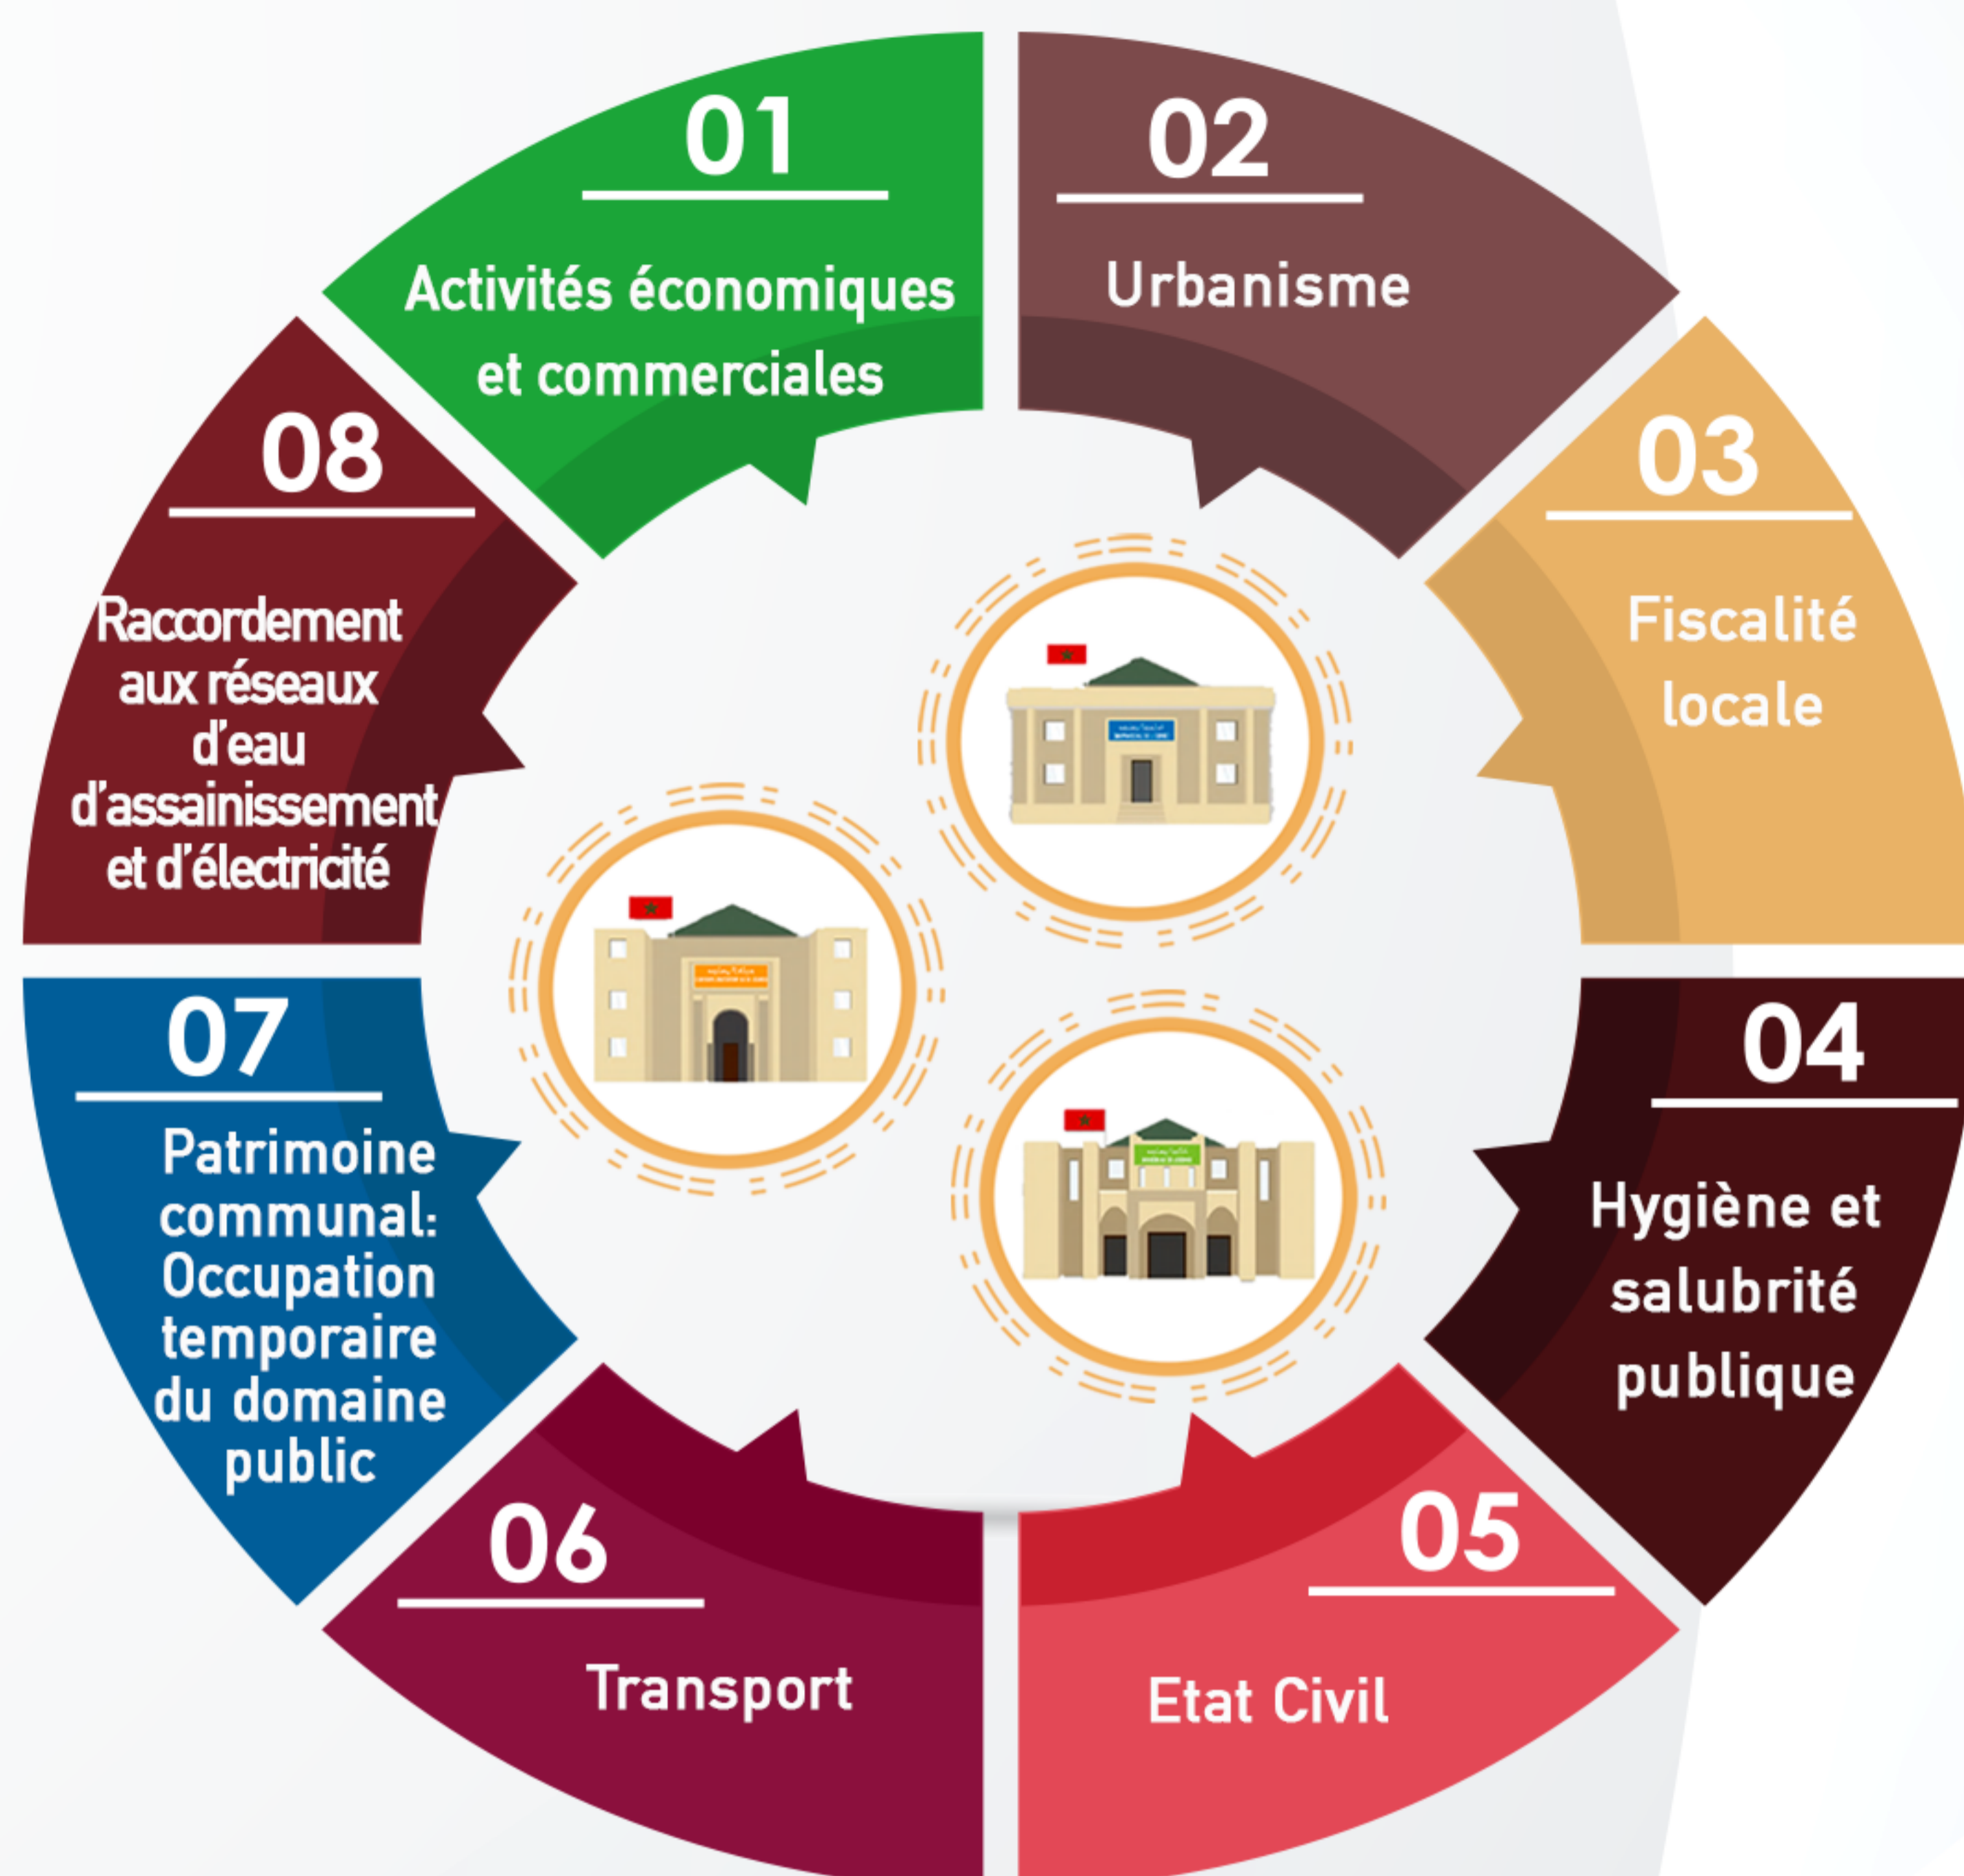 01
Activités économiques
et commerciales
02
Urbanisme
03
Fiscalité
locale
04
Hygiène et
salubrité
publique
05
Etat Civil
06
Transport
07
Patrimoine
communal:
Occupation
temporaire
du domaine
public
08
Raccordement
aux réseaux
d'eau
d'assainissement
et d'électricité